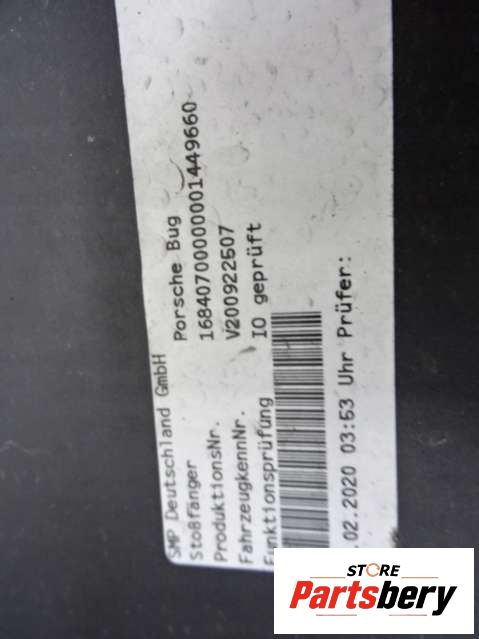 SMP Deutschland GmbH
Stoßfänger Porsche Bug
ProduktionsNr. 16840700000000001449660
FahrzeugkennNr. V200922507
Funktionsprüfung IO geprüft
.02.2020 03:53 Uhr Prüfer:
STORE
Partsbery